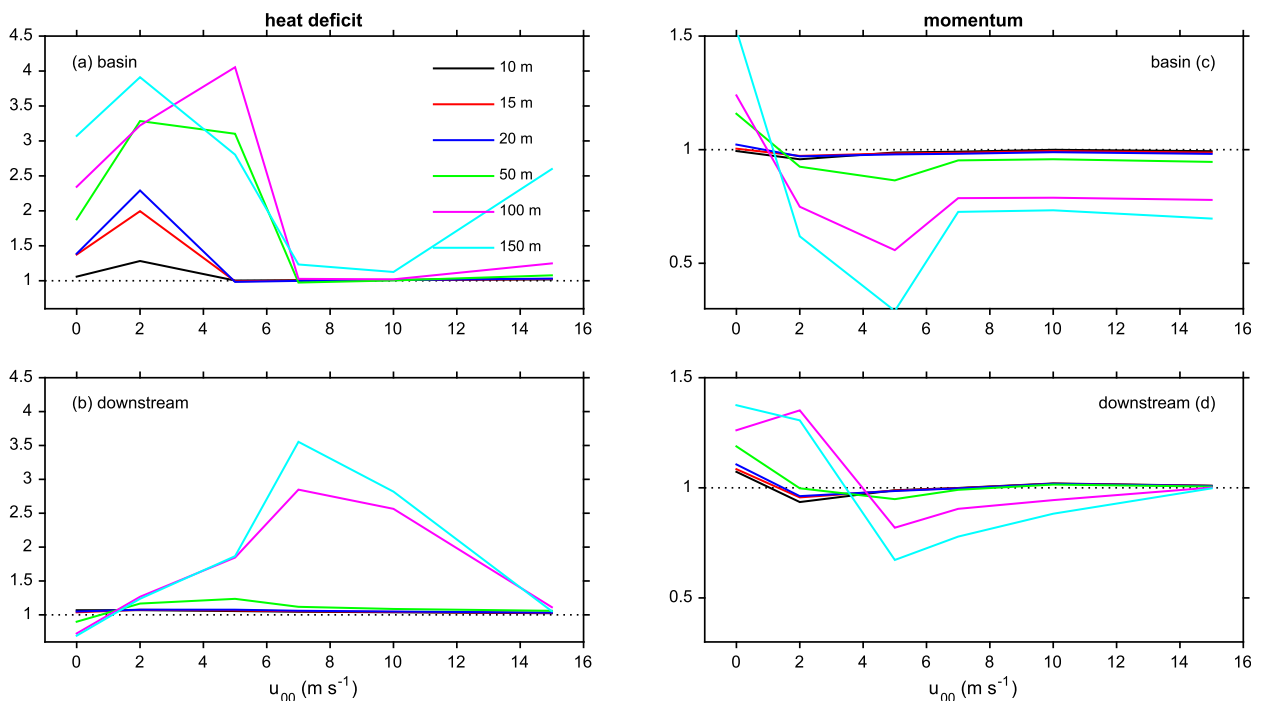 heat deficit
momentum
4.5
4
3.5
3
2.5
2
1.5
1
(a) basin
10 m
15 m
20 m
50 m
100 m
150 m
0 2 4 6 8 10 12 14 16
1.5
1
0.5
basin (c)
0 2 4 6 8 10 12 14 16
4.5
4
3.5
3
2.5
2
1.5
1
(b) downstream
0 2 4 6 8 10 12 14 16
u00 (m s-1)
1.5
1
0.5
downstream (d)
0 2 4 6 8 10 12 14 16
u00 (m s-1)